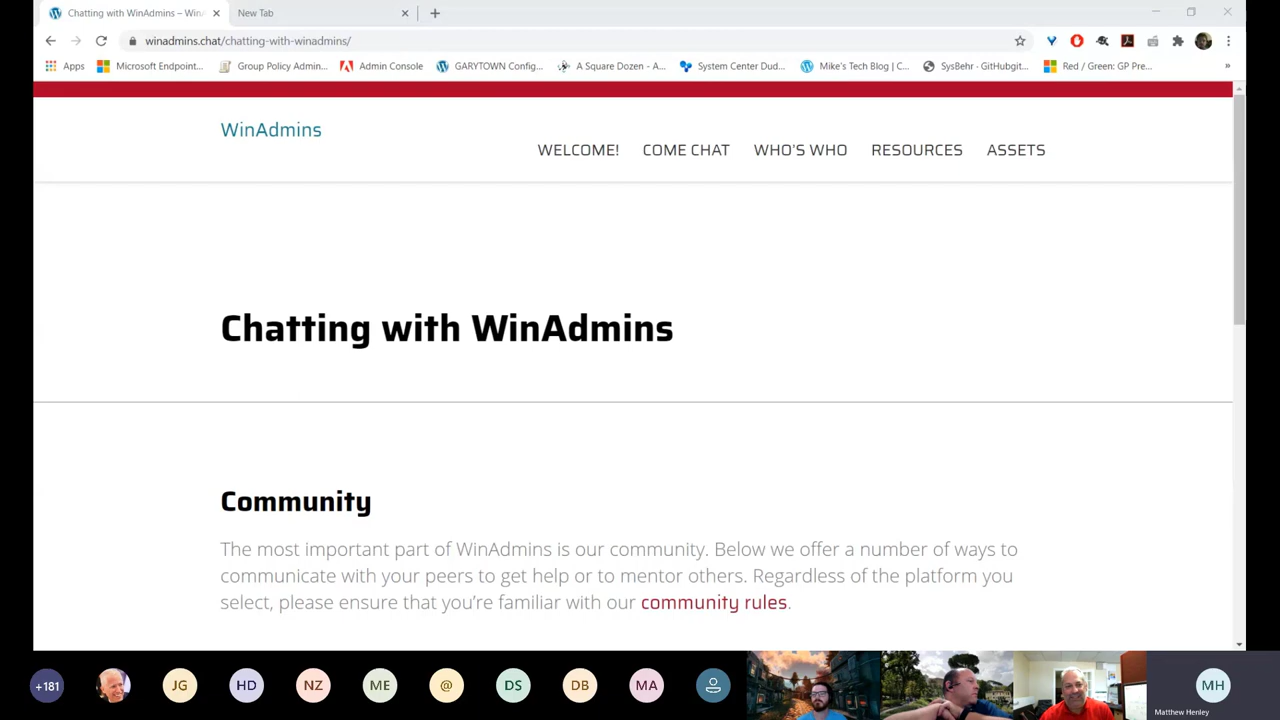 Chatting with WinAdmins – Win
New Tab
winadmins.chat/chatting-with-winadmins/
Apps
Microsoft Endpoint...
Group Policy Admin...
Admin Console
GARYTOWN Config...
A Square Dozen - A...
System Center Dud...
Mike's Tech Blog | C...
SysBehr · GitHubgit...
Red / Green: GP Pre...
»
WinAdmins
WELCOME!
COME CHAT
WHO'S WHO
RESOURCES
ASSETS
Chatting with WinAdmins
Community
The most important part of WinAdmins is our community. Below we offer a number of ways to
communicate with your peers to get help or to mentor others. Regardless of the platform you
select, please ensure that you're familiar with our community rules.
+181
JG
HD
NZ
ME
@
DS
DB
MA
MH
Matthew Henley